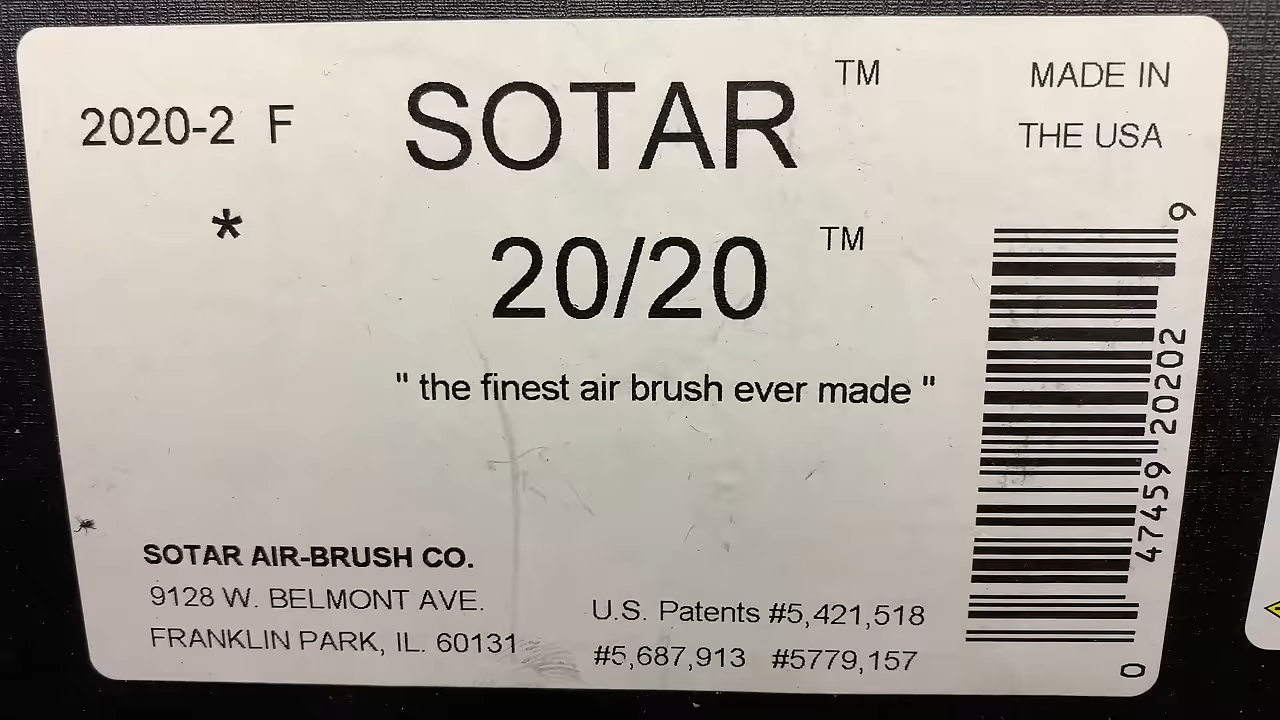 2020-2 F
SOTAR ™
MADE IN
THE USA
*
20/20 ™
" the finest air brush ever made "
SOTAR AIR-BRUSH CO.
9128 W. BELMONT AVE.
FRANKLIN PARK, IL. 60131
U.S. Patents #5,421,518
#5,687,913 #5779,157
0 47459 20202 9